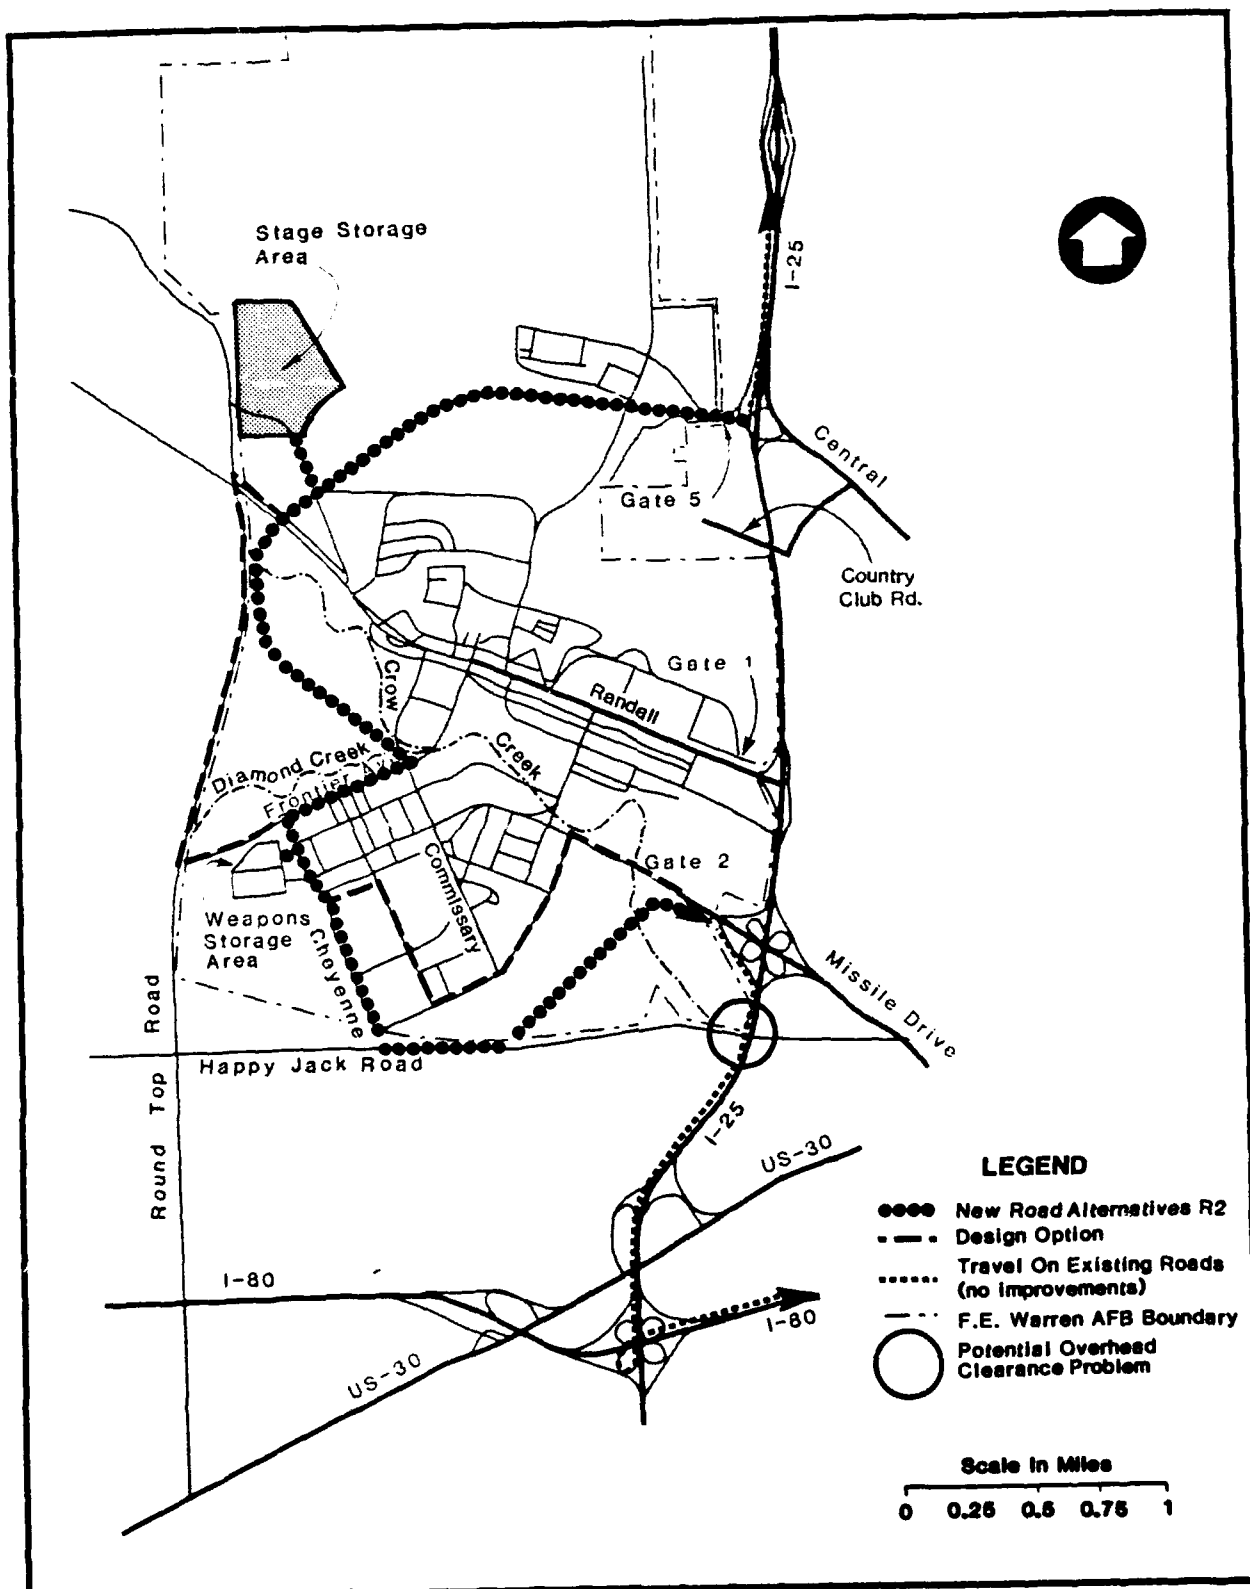 Stage Storage
Area
I-25
Central
Gate 5
Country
Club Rd.
Gate 1
Randall
Crow
Creek
Diamond Creek
Frontier Av
Gate 2
Commissary
Weapons
Storage
Area
Cheyenne
Missile Drive
Happy Jack Road
Round Top Road
I-25
US-30
I-80
I-80
US-30
LEGEND
New Road Alternatives R2
Design Option
Travel On Existing Roads
(no improvements)
F.E. Warren AFB Boundary
Potential Overhead
Clearance Problem
Scale In Miles
0 0.25 0.5 0.75 1